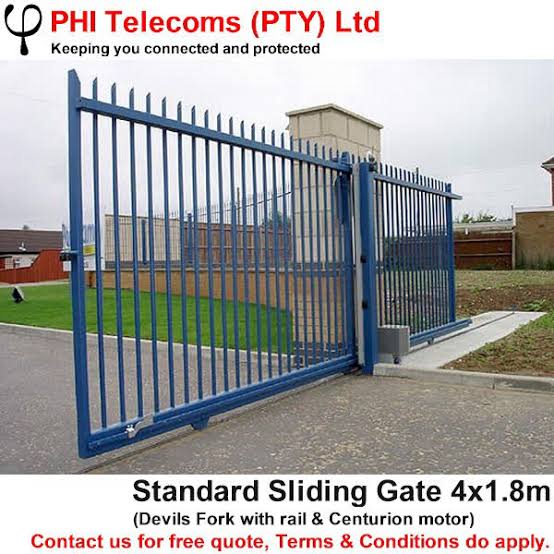 PHI Telecoms (PTY) Ltd
Keeping you connected and protected
Standard Sliding Gate 4x1.8m
(Devils Fork with rail & Centurion motor)
Contact us for free quote, Terms & Conditions do apply.